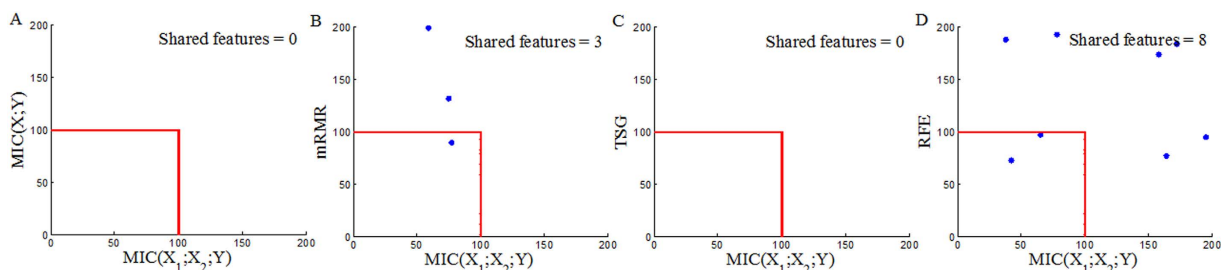 A
Shared features = 0
MIC(X;Y)
200
150
100
50
0
0 50 100 150 200
MIC(X₁;X₂;Y)
B
Shared features = 3
mRMR
200
150
100
50
0
0 50 100 150 200
MIC(X₁;X₂;Y)
C
Shared features = 0
TSG
200
150
100
50
0
0 50 100 150 200
MIC(X₁;X₂;Y)
D
Shared features = 8
RFE
200
150
100
50
0
0 50 100 150 200
MIC(X₁;X₂;Y)